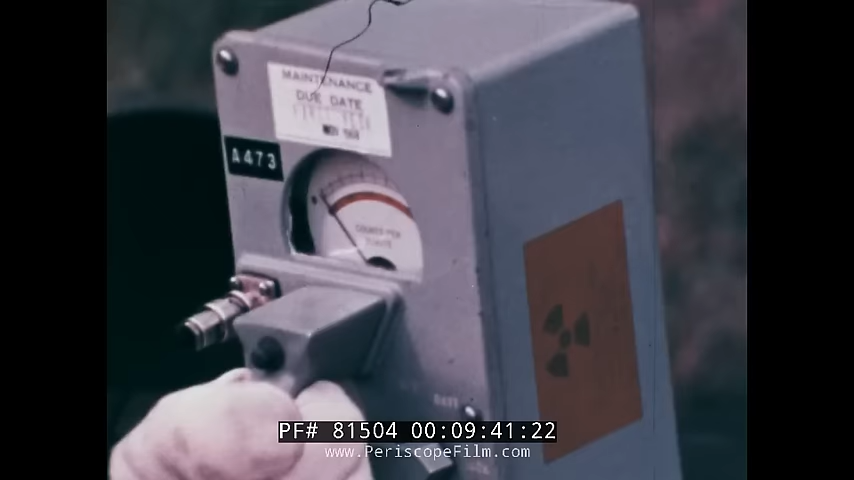 MAINTENANCE
DUE DATE
A473
COUNTS PER
MINUTE
PF# 81504 00:09:41:22
www.PeriscopeFilm.com